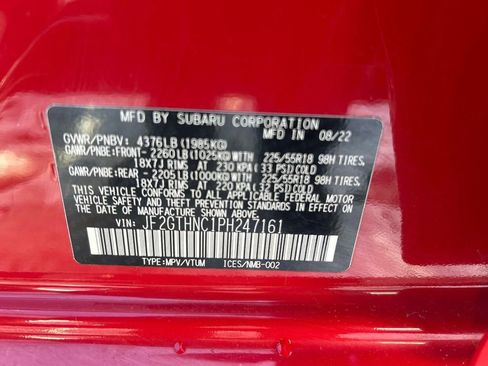 MFD BY SUBARU CORPORATION
GVWR/PNBV: 4376LB (1985KG) IN 08/22
GAWR/PNBE:FRONT-2260LB(1025KG)WITH 225/55R18 98H TIRES,
18X7J RIMS AT 230 KPA( 33 PSI)COLD
GAWR/PNBE:REAR -2205LB(1000KG)WITH 225/55R18 98H TIRES,
18X7J RIMS AT 220 KPA( 32 PSI)COLD
THIS VEHICLE CONFORMS TO ALL APPLICABLE FEDERAL MOTOR
VEHICLE SAFETY AND THEFT PREVENTION STANDARDS IN EFFECT
ON THE DATE OF MANUFACTURE SHOWN ABOVE.
VIN: JF2GTHNC1PH247161
TYPE:MPV/VTUM ICES/NMB-002